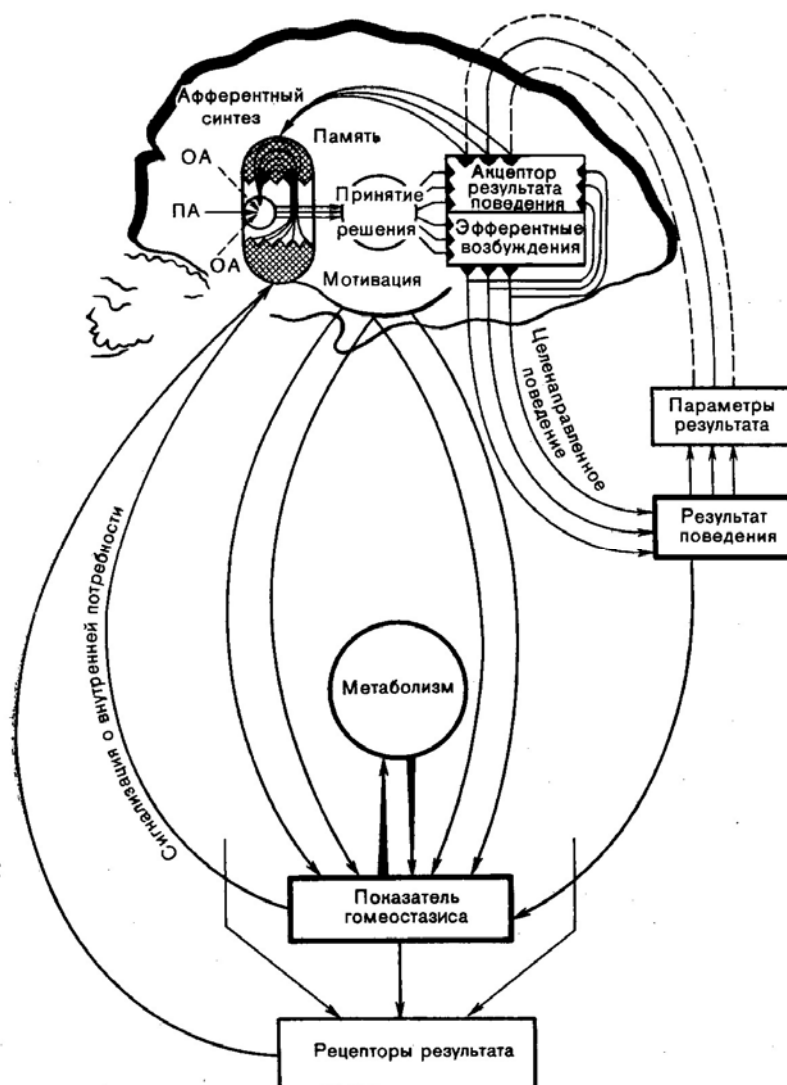 Афферентный
синтез
Память
ОА
ПА
ОА
Принятие
решения
Мотивация
Акцептор
результата
поведения
Эфферентные
возбуждения
Целенаправленное
поведение
Параметры
результата
Результат
поведения
Сигнализация о внутренней потребности
Метаболизм
Показатель
гомеостазиса
Рецепторы результата